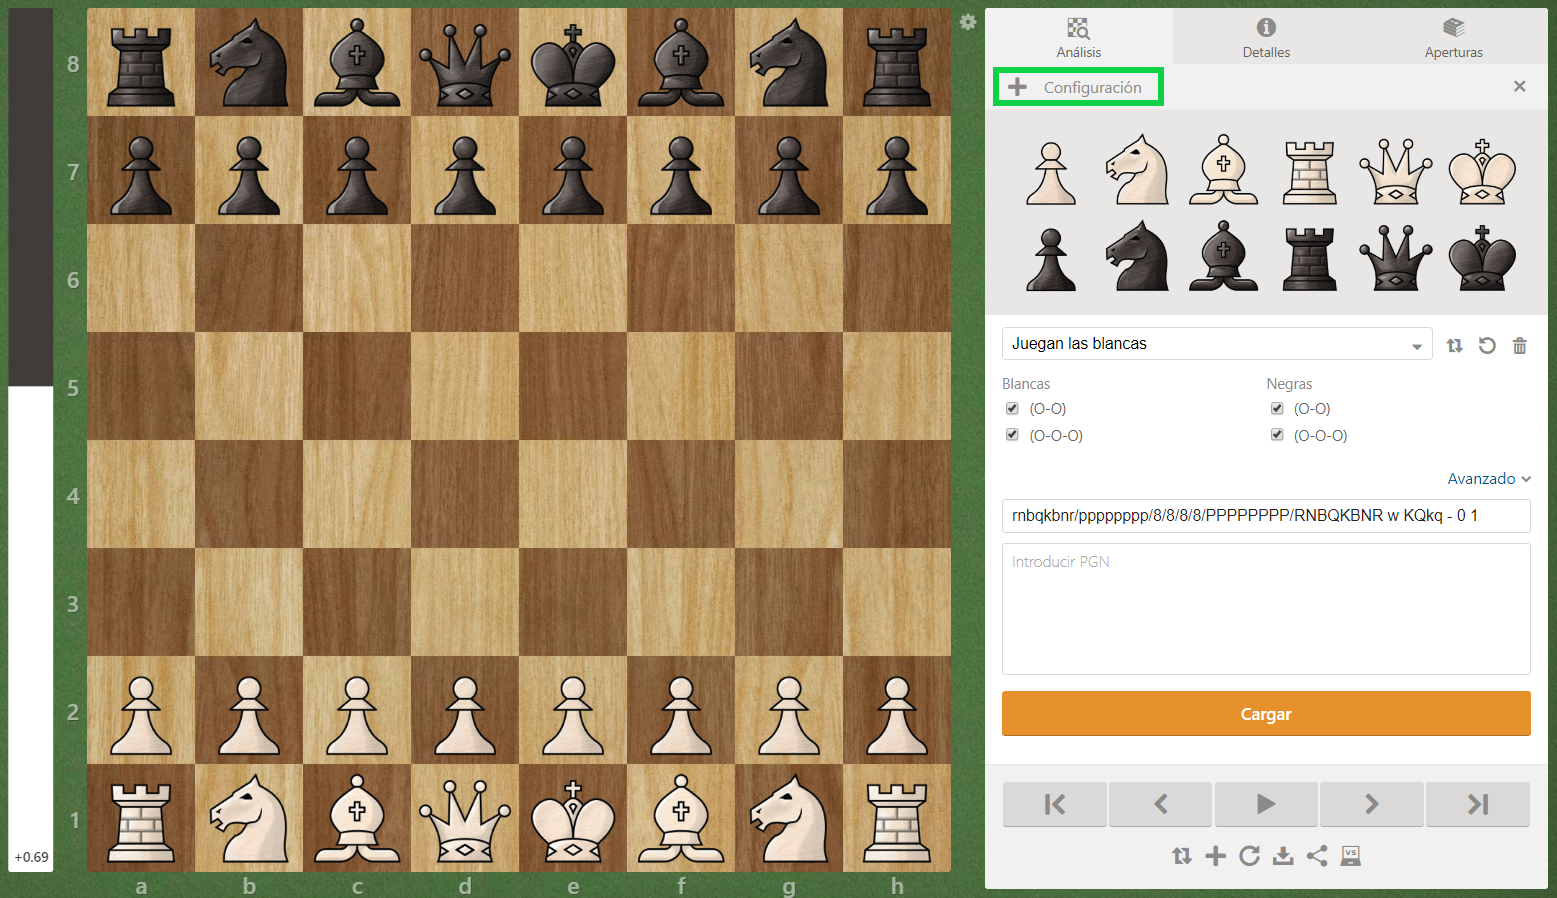 8
7
6
5
4
3
2
1
+0.69
a b c d e f g h
Análisis
Detalles
Aperturas
Configuración
Juegan las blancas
Blancas
Negras
(O-O)
(O-O)
(O-O-O)
(O-O-O)
Avanzado
rnbqkbnr/pppppppp/8/8/8/8/PPPPPPPP/RNBQKBNR w KQkq - 0 1
Introducir PGN
Cargar
VS